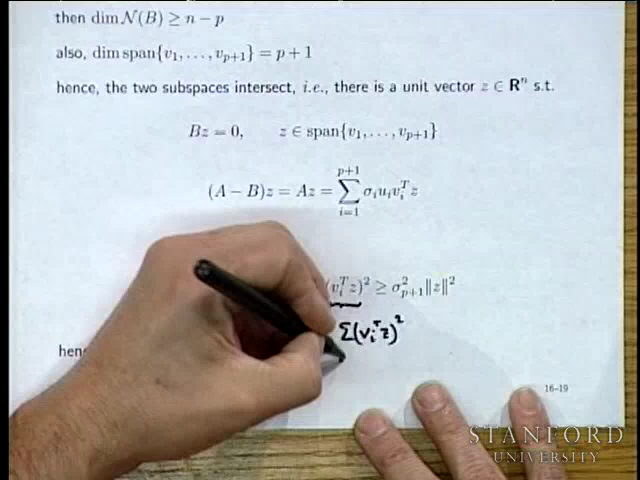 then dim N(B) ≥ n − p
also, dim span{v₁, . . . , vₚ₊₁} = p + 1
hence, the two subspaces intersect, i.e., there is a unit vector z ∈ Rⁿ s.t.
Bz = 0, z ∈ span{v₁, . . . , vₚ₊₁}
(A − B)z = Az = ∑_{i=1}^{p+1} σᵢuᵢvᵢᵀz
(vᵢᵀz)² ≥ σ²ₚ₊₁‖z‖²
Σ(vᵢᵀz)²
16–19
STANFORD
UNIVERSITY